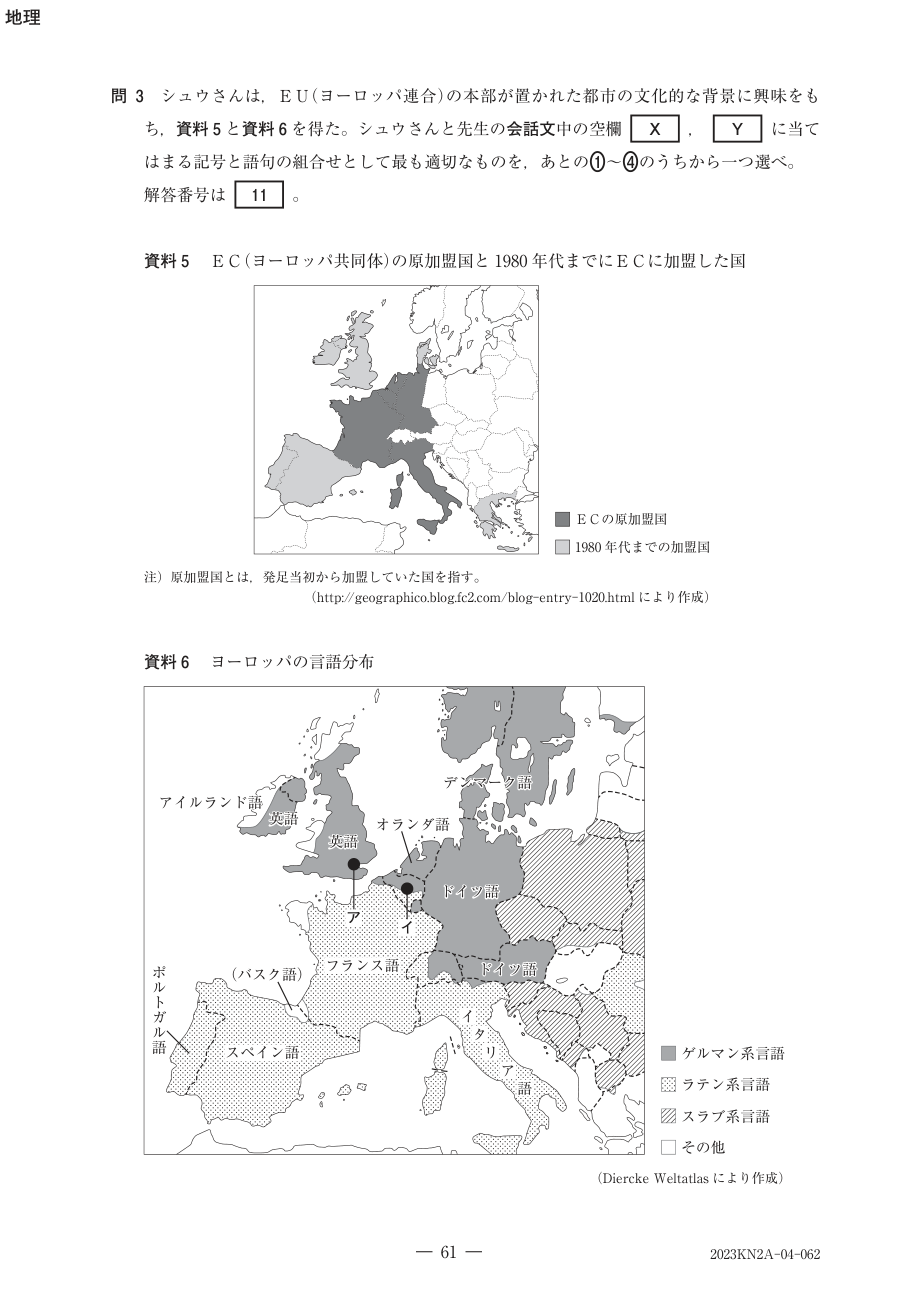 地理
問 3 シュウさんは，ＥＵ（ヨーロッパ連合）の本部が置かれた都市の文化的な背景に興味をも
ち，資料 5 と資料 6 を得た。シュウさんと先生の会話文中の空欄 X ， Y に当て
はまる記号と語句の組合せとして最も適切なものを，あとの①～④のうちから一つ選べ。
解答番号は 11 。
資料 5 ＥＣ（ヨーロッパ共同体）の原加盟国と 1980 年代までにＥＣに加盟した国
ＥＣの原加盟国
1980 年代までの加盟国
注）原加盟国とは，発足当初から加盟していた国を指す。
（http://geographico.blog.fc2.com/blog-entry-1020.html により作成）
資料 6 ヨーロッパの言語分布
デンマーク語
アイルランド語
英語
オランダ語
英語
ドイツ語
ア
イ
フランス語
ドイツ語
（バスク語）
ポルトガル語
スペイン語
イタリア語
ゲルマン系言語
ラテン系言語
スラブ系言語
その他
（Diercke Weltatlas により作成）
― 61 ―
2023KN2A-04-062